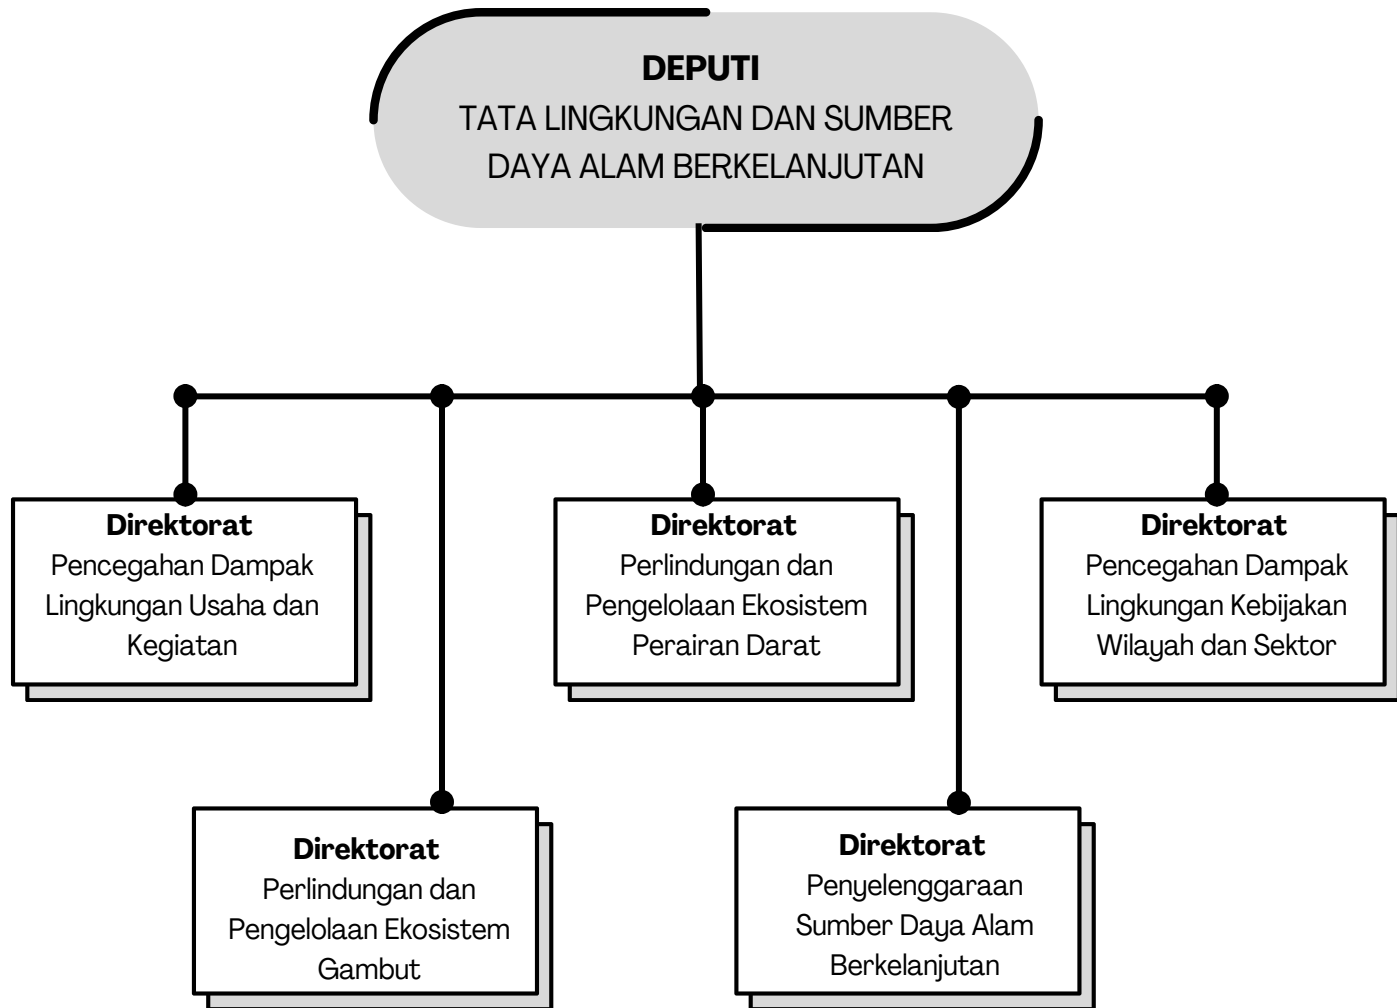 DEPUTI
TATA LINGKUNGAN DAN SUMBER
DAYA ALAM BERKELANJUTAN
Direktorat
Pencegahan Dampak
Lingkungan Usaha dan
Kegiatan
Direktorat
Perlindungan dan
Pengelolaan Ekosistem
Perairan Darat
Direktorat
Pencegahan Dampak
Lingkungan Kebijakan
Wilayah dan Sektor
Direktorat
Perlindungan dan
Pengelolaan Ekosistem
Gambut
Direktorat
Penyelenggaraan
Sumber Daya Alam
Berkelanjutan